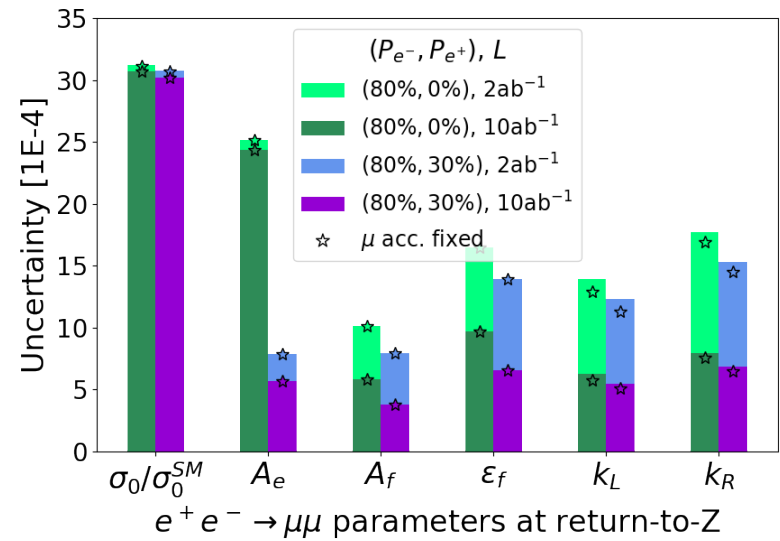 35
30
25
20
15
10
5
0
Uncertainty [1E-4]
(P_{e^-}, P_{e^+}), L
(80%, 0%), 2ab^{-1}
(80%, 0%), 10ab^{-1}
(80%, 30%), 2ab^{-1}
(80%, 30%), 10ab^{-1}
μ acc. fixed
σ_0/σ_0^{SM} A_e A_f ε_f k_L k_R
e^+e^- → μμ parameters at return-to-Z